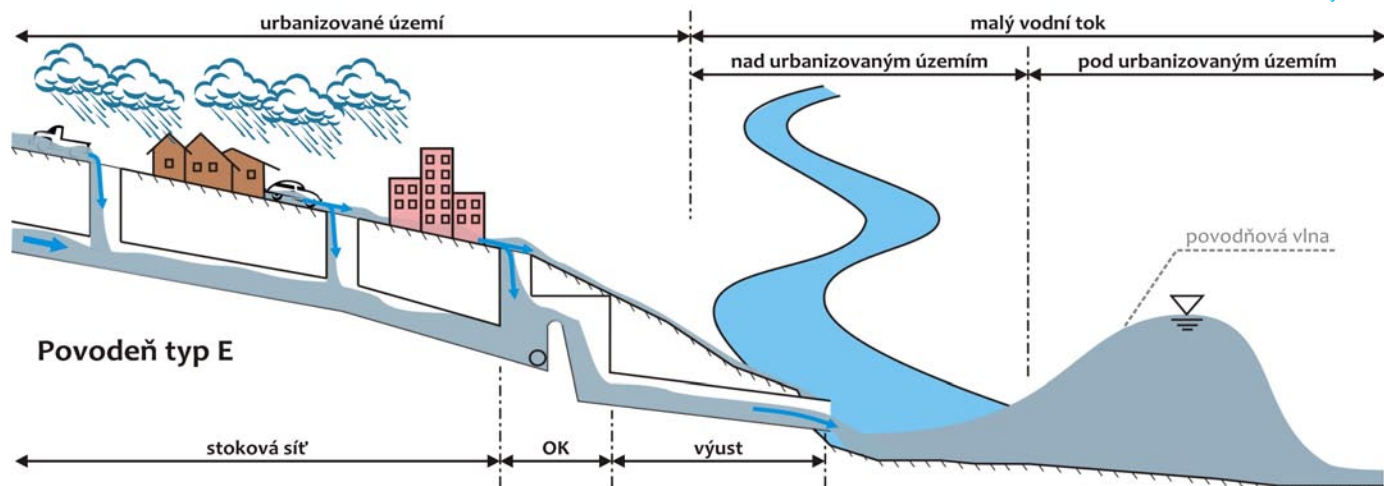 urbanizované území
malý vodní tok
nad urbanizovaným územím
pod urbanizovaným územím
povodňová vlna
Povodeň typ E
stoková síť
OK
výust